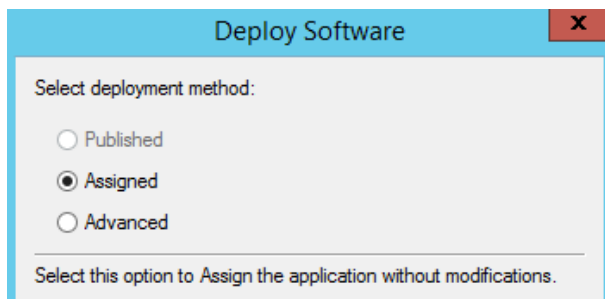 Deploy Software
x
Select deployment method:
Published
Assigned
Advanced
Select this option to Assign the application without modifications.